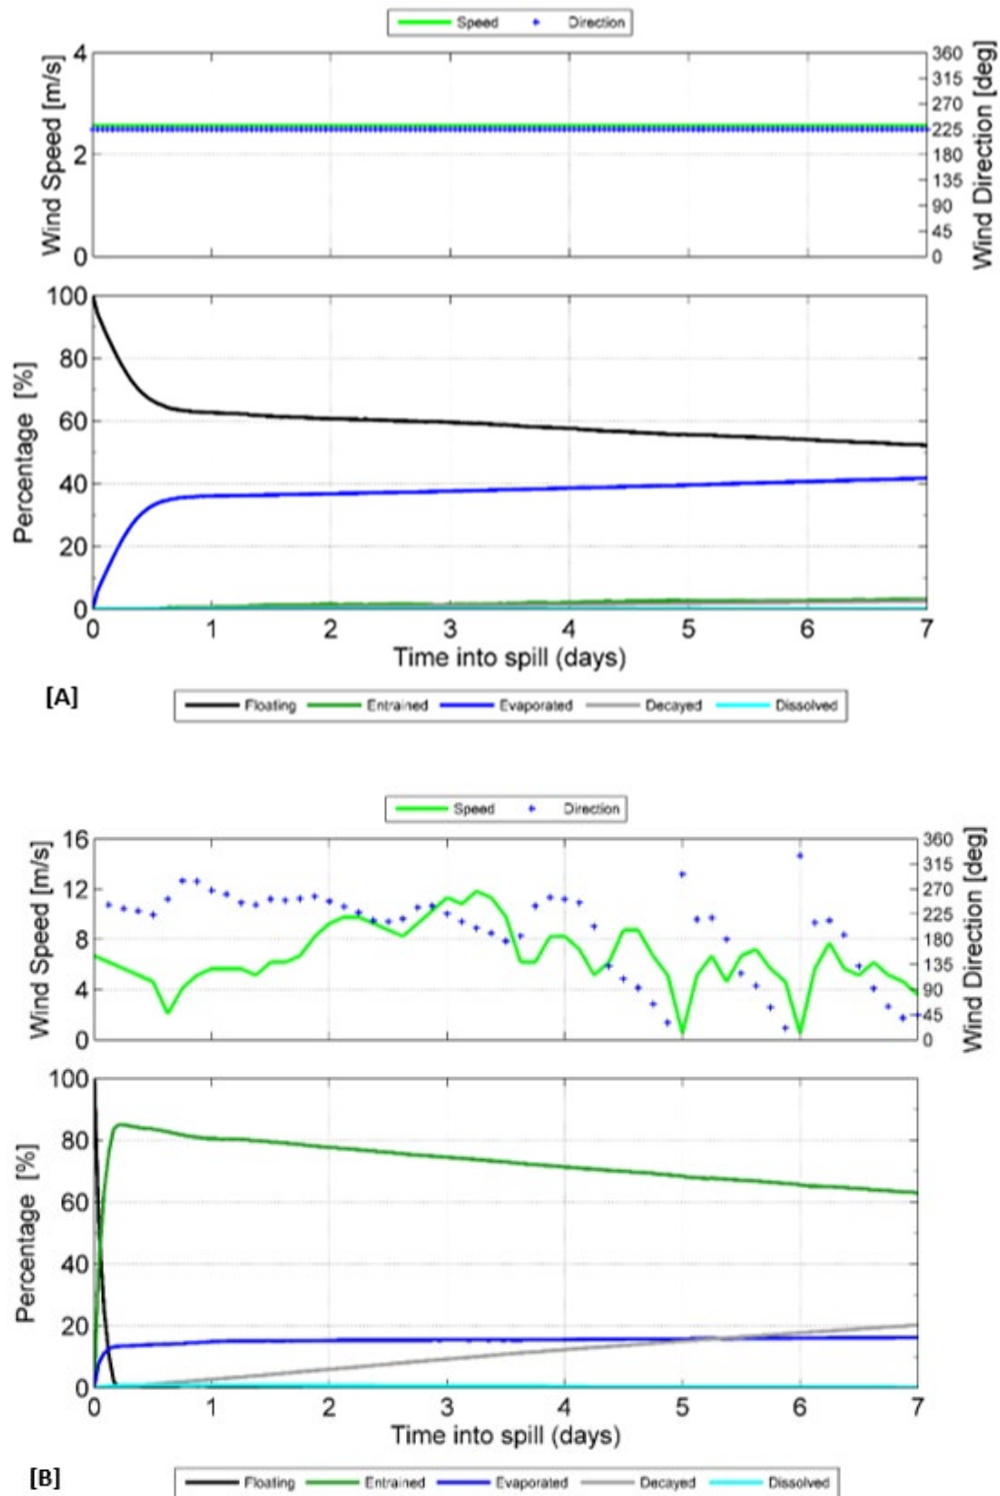 Speed Direction
Wind Speed [m/s]
4
2
0
Wind Direction [deg]
360
315
270
225
180
135
90
45
0
Percentage [%]
100
80
60
40
20
0
0 1 2 3 4 5 6 7
Time into spill (days)
[A]
Floating Entrained Evaporated Decayed Dissolved
Speed Direction
Wind Speed [m/s]
16
12
8
4
0
Wind Direction [deg]
360
315
270
225
180
135
90
45
0
Percentage [%]
100
80
60
40
20
0
0 1 2 3 4 5 6 7
Time into spill (days)
[B]
Floating Entrained Evaporated Decayed Dissolved